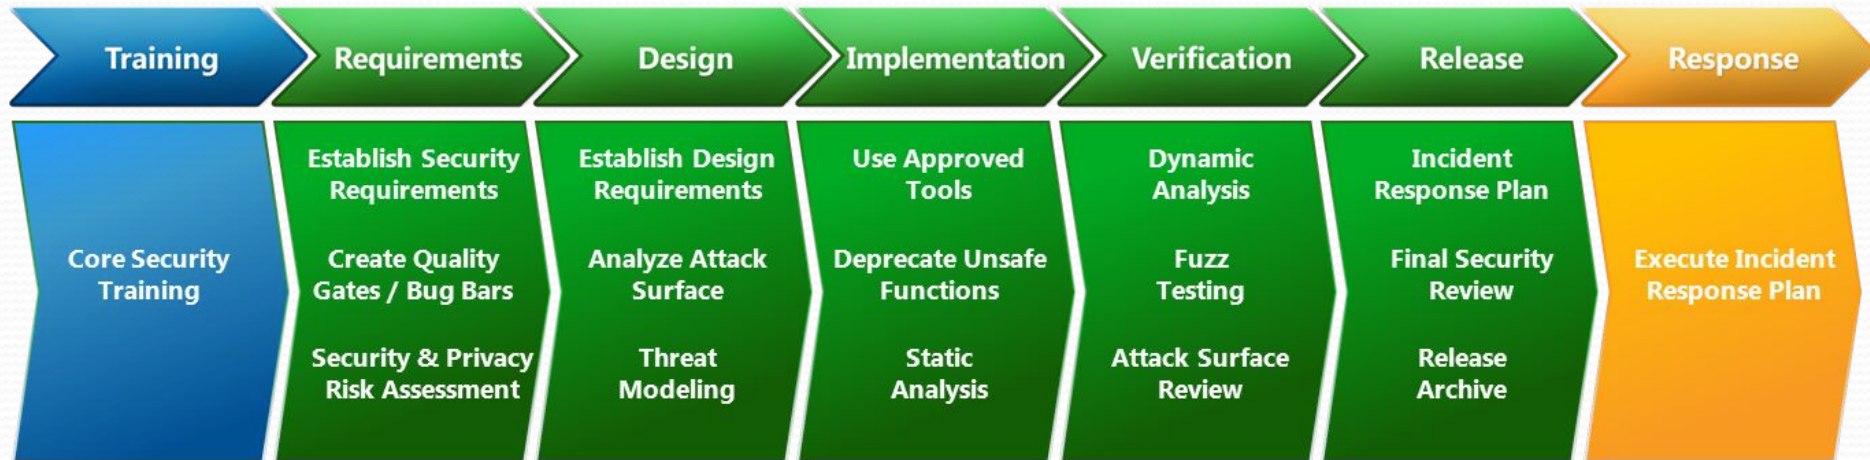 Training
Requirements
Design
Implementation
Verification
Release
Response
Core Security
Training
Establish Security
Requirements
Create Quality
Gates / Bug Bars
Security & Privacy
Risk Assessment
Establish Design
Requirements
Analyze Attack
Surface
Threat
Modeling
Use Approved
Tools
Deprecate Unsafe
Functions
Static
Analysis
Dynamic
Analysis
Fuzz
Testing
Attack Surface
Review
Incident
Response Plan
Final Security
Review
Release
Archive
Execute Incident
Response Plan